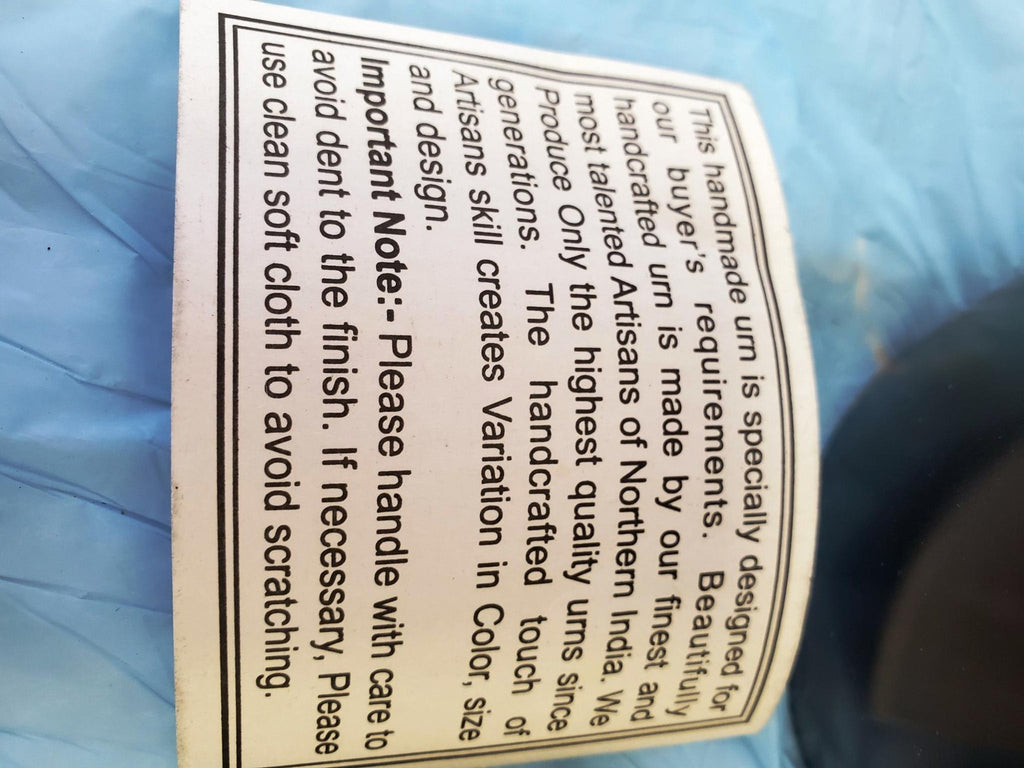 This handmade urn is specially designed for
our buyer's requirements. Beautifully
handcrafted urn is made by our finest and
most talented Artisans of Northern India. We
Produce Only the highest quality urns since
generations. The handcrafted touch of
Artisans skill creates Variation in Color, size
and design.
Important Note:- Please handle with care to
avoid dent to the finish. If necessary, Please
use clean soft cloth to avoid scratching.